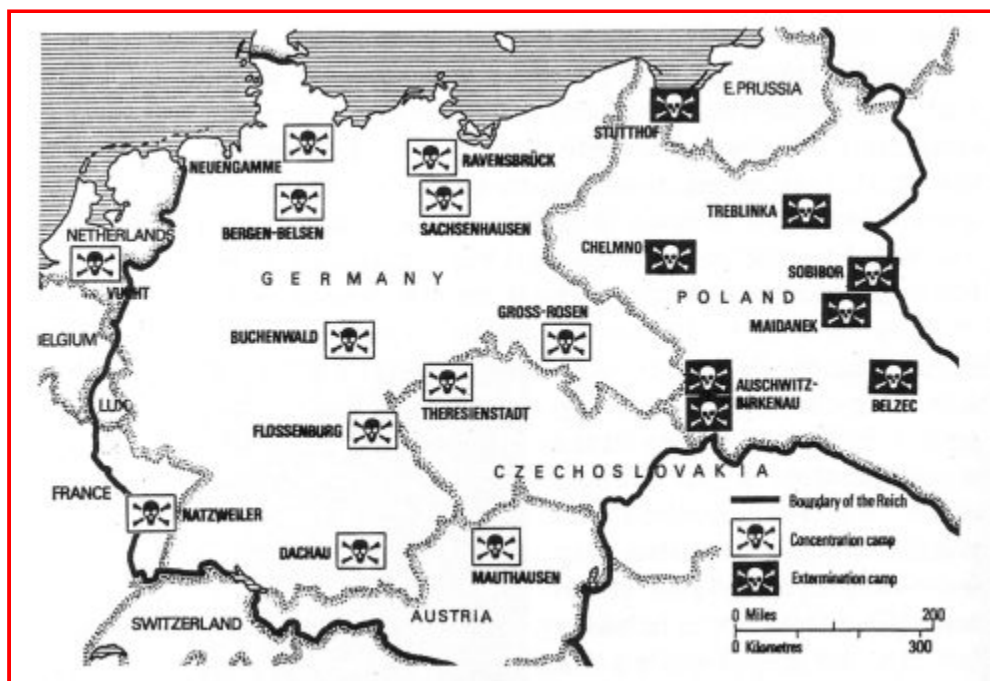 E. PRUSSIA
STUTTHOF
NEUENGAMME
RAVENSBRÜCK
BERGEN-BELSEN
SACHSENHAUSEN
TREBLINKA
NETHERLANDS
VUGHT
CHELMNO
SOBIBOR
GERMANY
POLAND
MAIDANEK
GROSS-ROSEN
BELGIUM
BUCHENWALD
AUSCHWITZ-
BIRKENAU
BELZEC
LUX
THERESIENSTADT
FLOSSENBURG
CZECHOSLOVAKIA
FRANCE
NATZWEILER
Boundary of the Reich
Concentration camp
DACHAU
MAUTHAUSEN
Extermination camp
AUSTRIA
SWITZERLAND
0 Miles 200
0 Kilometres 300